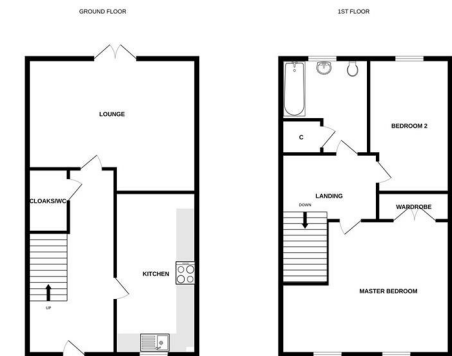 GROUND FLOOR
1ST FLOOR
LOUNGE
CLOAKS/WC
KITCHEN
UP
C
BEDROOM 2
LANDING
DOWN
WARDROBE
MASTER BEDROOM